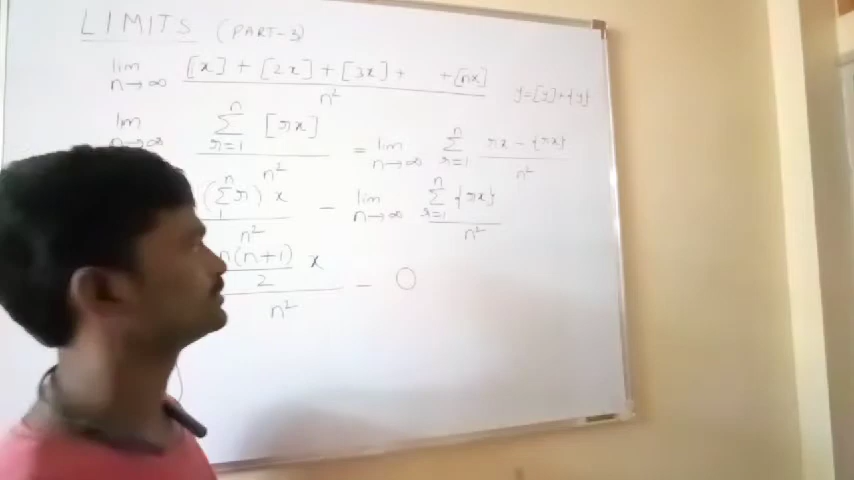 LIMITS (PART-3)
lim n→∞ [x] + [2x] + [3x] + + [nx] / n²
y=[y]+{y}
lim n→∞ n Σ r=1 [rx] / n² = lim n→∞ n Σ r=1 rx - {rx} / n²
(n Σ 1 r) x / n² - lim n→∞ n Σ r=1 {rx} / n²
n(n+1) / 2 x / n² - 0